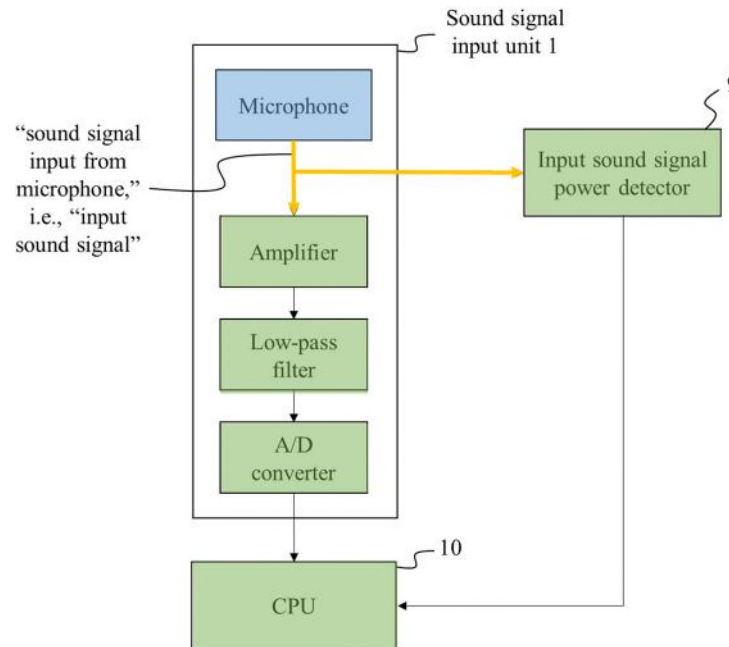 Sound signal
input unit 1
Microphone
“sound signal
input from
microphone,”
i.e., “input
sound signal”
9
Input sound signal
power detector
Amplifier
Low-pass
filter
A/D
converter
10
CPU